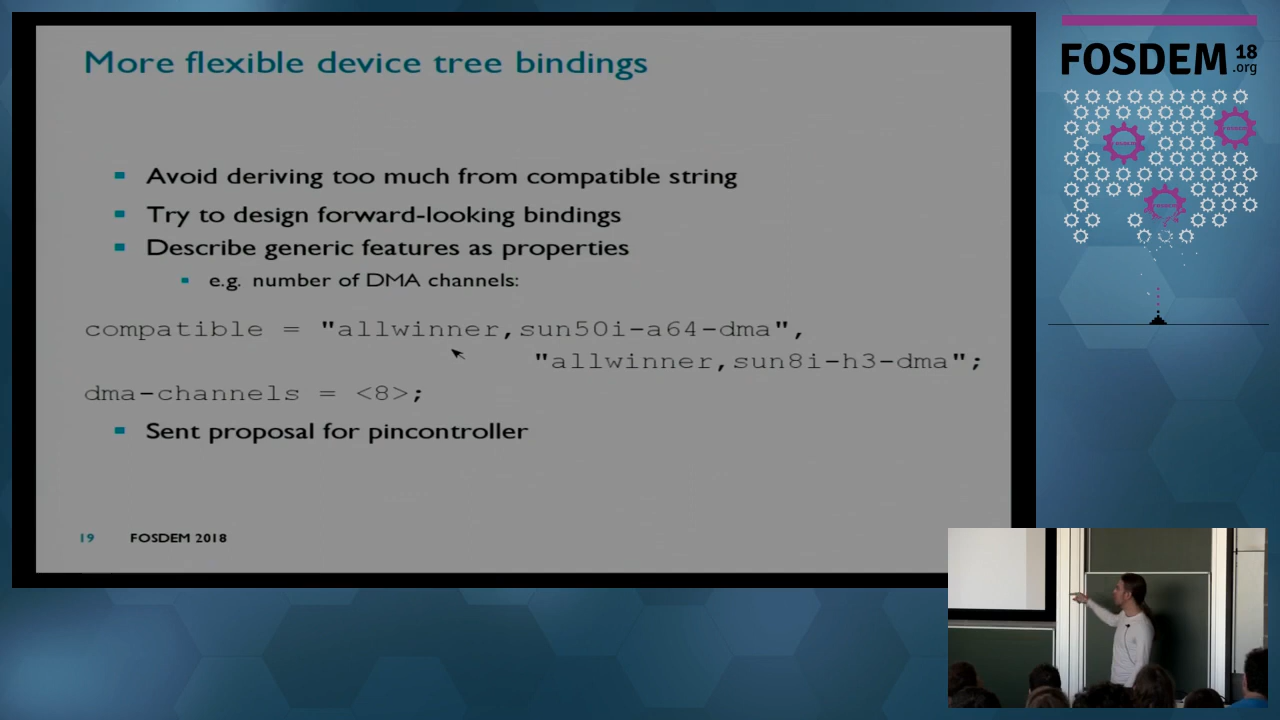 More flexible device tree bindings
Avoid deriving too much from compatible string
Try to design forward-looking bindings
Describe generic features as properties
e.g. number of DMA channels:
compatible = "allwinner,sun50i-a64-dma",
"allwinner,sun8i-h3-dma";
dma-channels = <8>;
Sent proposal for pincontroller
19 FOSDEM 2018
FOSDEM 18
.org